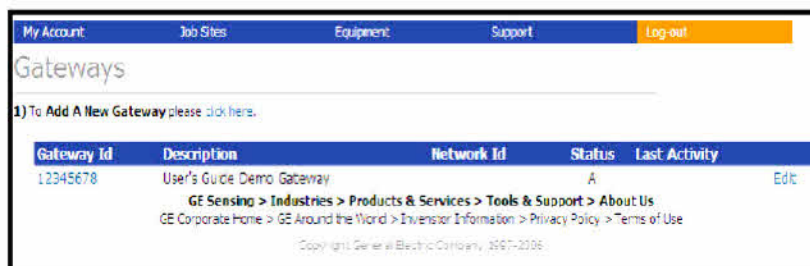 My Account Job Sites Equipment Support Log-out
Gateways
1) To Add A New Gateway please click here.
Gateway Id Description Network Id Status Last Activity
12345678 User's Guide Demo Gateway A Edit
GE Sensing > Industries > Products & Services > Tools & Support > About Us
GE Corporate Home > GE Around the World > Investor Information > Privacy Policy > Terms of Use
Copyright General Electric Company 1997-2006